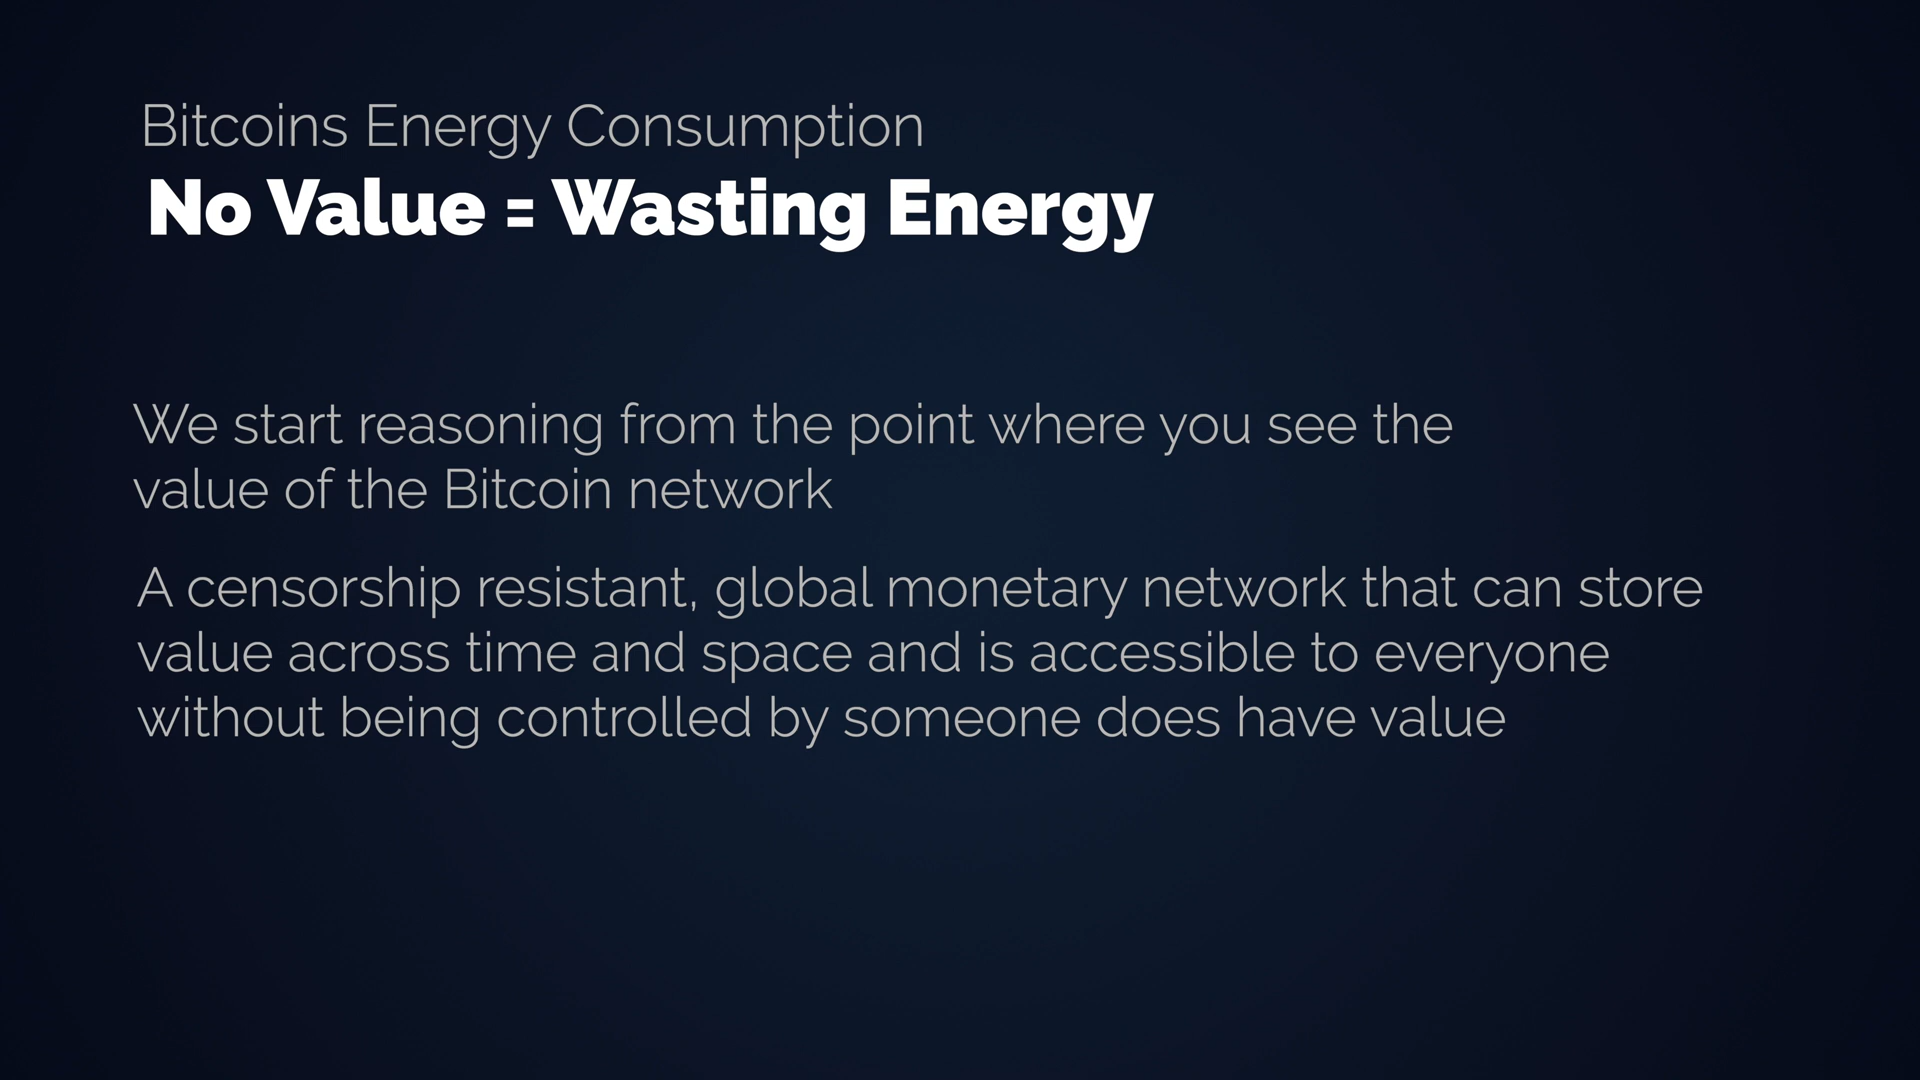 Bitcoins Energy Consumption
No Value = Wasting Energy
We start reasoning from the point where you see the
value of the Bitcoin network
A censorship resistant, global monetary network that can store
value across time and space and is accessible to everyone
without being controlled by someone does have value